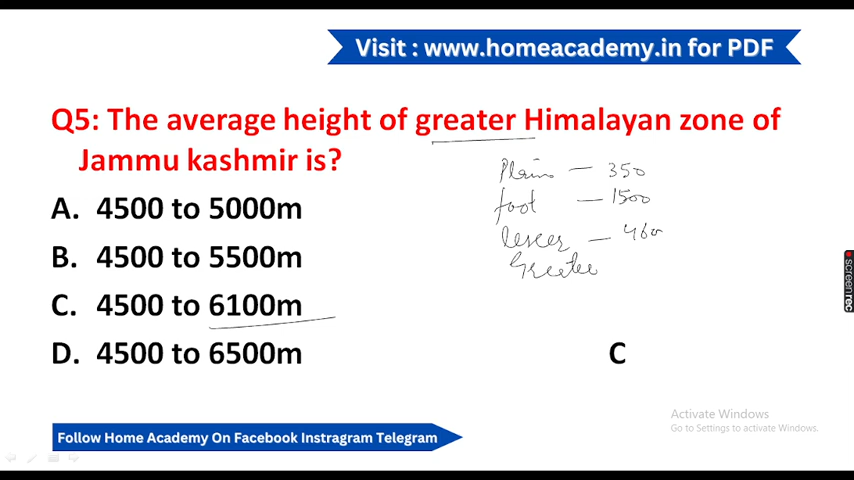 Visit : www.homeacademy.in for PDF
Q5: The average height of greater Himalayan zone of
Jammu kashmir is?
Plain — 350
foot — 1500
lesser — 4600
Greater
A. 4500 to 5000m
B. 4500 to 5500m
C. 4500 to 6100m
D. 4500 to 6500m
C
Activate Windows
Go to Settings to activate Windows.
Follow Home Academy On Facebook Instragram Telegram
screenrec